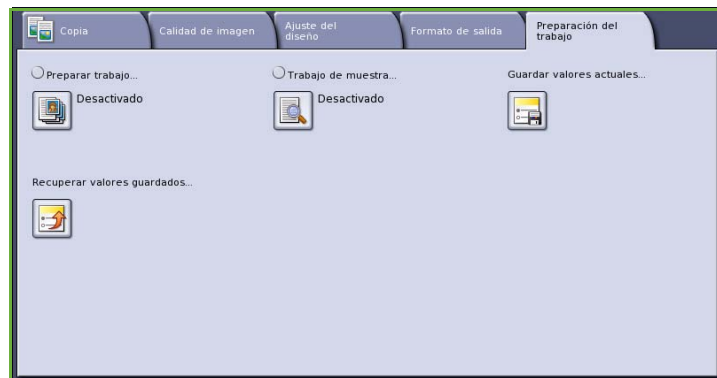 Copia
Calidad de imagen
Ajuste del
diseño
Formato de salida
Preparación del
trabajo
Preparar trabajo...
Desactivado
Trabajo de muestra...
Desactivado
Guardar valores actuales...
Recuperar valores guardados...